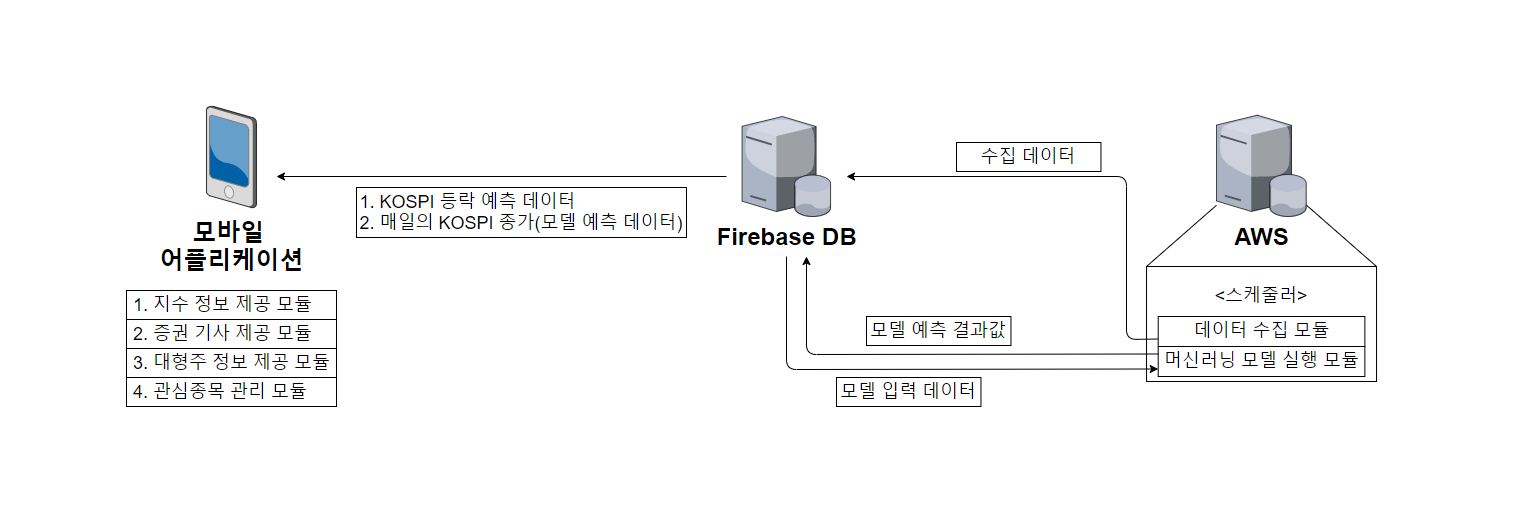 모바일
어플리케이션
1. 지수 정보 제공 모듈
2. 증권 기사 제공 모듈
3. 대형주 정보 제공 모듈
4. 관심종목 관리 모듈
1. KOSPI 등락 예측 데이터
2. 매일의 KOSPI 종가(모델 예측 데이터)
Firebase DB
수집 데이터
모델 예측 결과값
모델 입력 데이터
AWS
<스케줄러>
데이터 수집 모듈
머신러닝 모델 실행 모듈